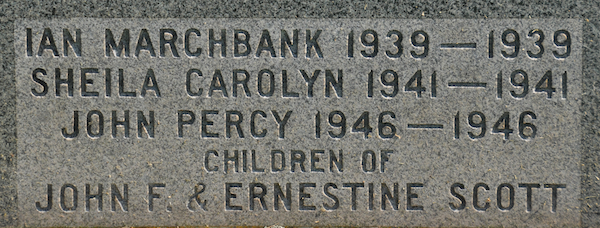 IAN MARCHBANK 1939—1939
SHEILA CAROLYN 1941—1941
JOHN PERCY 1946—1946
CHILDREN OF
JOHN F. & ERNESTINE SCOTT